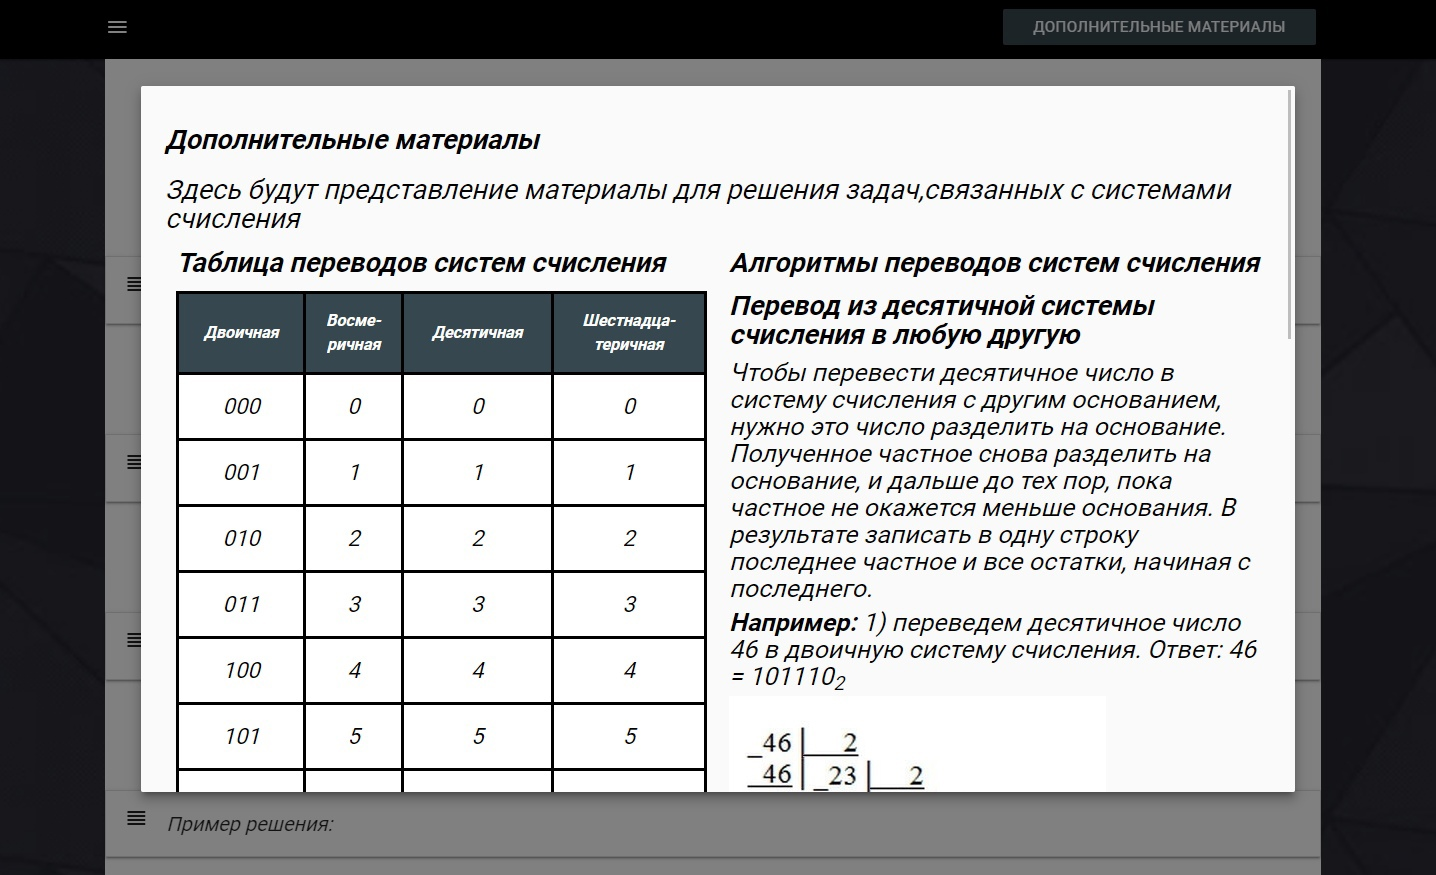 ДОПОЛНИТЕЛЬНЫЕ МАТЕРИАЛЫ
Дополнительные материалы
Здесь будут представление материалы для решения задач,связанных с системами
счисления
Таблица переводов систем счисления
Двоичная Восме- Десятичная Шестнадца-
ричная теричная
000 0 0 0
001 1 1 1
010 2 2 2
011 3 3 3
100 4 4 4
101 5 5 5
Алгоритмы переводов систем счисления
Перевод из десятичной системы
счисления в любую другую
Чтобы перевести десятичное число в
систему счисления с другим основанием,
нужно это число разделить на основание.
Полученное частное снова разделить на
основание, и дальше до тех пор, пока
частное не окажется меньше основания. В
результате записать в одну строку
последнее частное и все остатки, начиная с
последнего.
Например: 1) переведем десятичное число
46 в двоичную систему счисления. Ответ: 46
= 101110₂
_46 | 2
46 | _23 | 2
Пример решения: